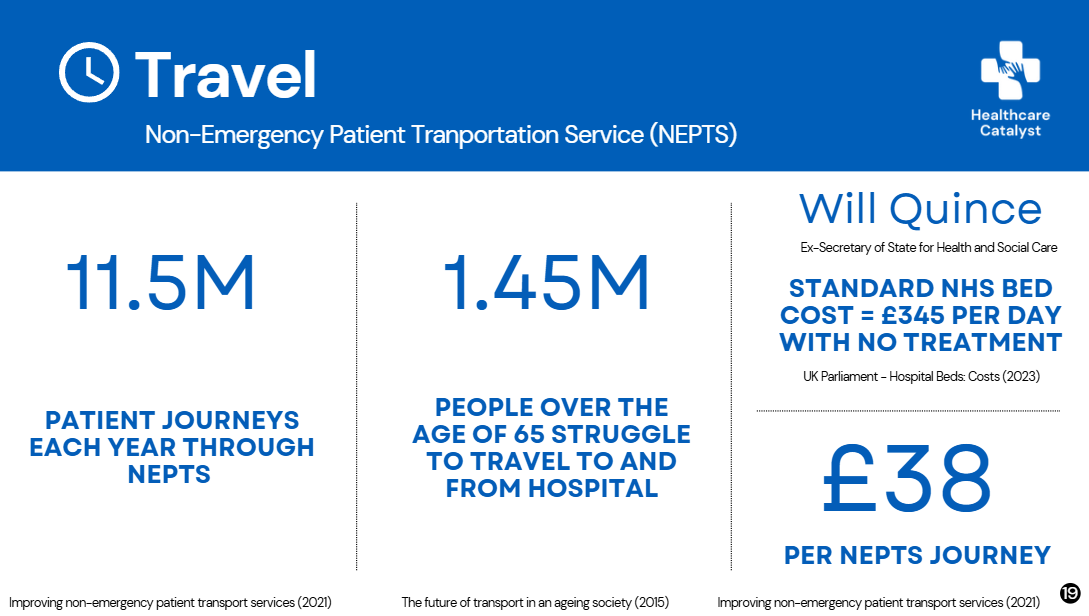 Travel
Non-Emergency Patient Tranportation Service (NEPTS)
Healthcare
Catalyst
11.5M
PATIENT JOURNEYS
EACH YEAR THROUGH
NEPTS
Improving non-emergency patient transport services (2021)
1.45M
PEOPLE OVER THE
AGE OF 65 STRUGGLE
TO TRAVEL TO AND
FROM HOSPITAL
The future of transport in an ageing society (2015)
Will Quince
Ex-Secretary of State for Health and Social Care
STANDARD NHS BED
COST = £345 PER DAY
WITH NO TREATMENT
UK Parliament - Hospital Beds: Costs (2023)
£38
PER NEPTS JOURNEY
Improving non-emergency patient transport services (2021)
19